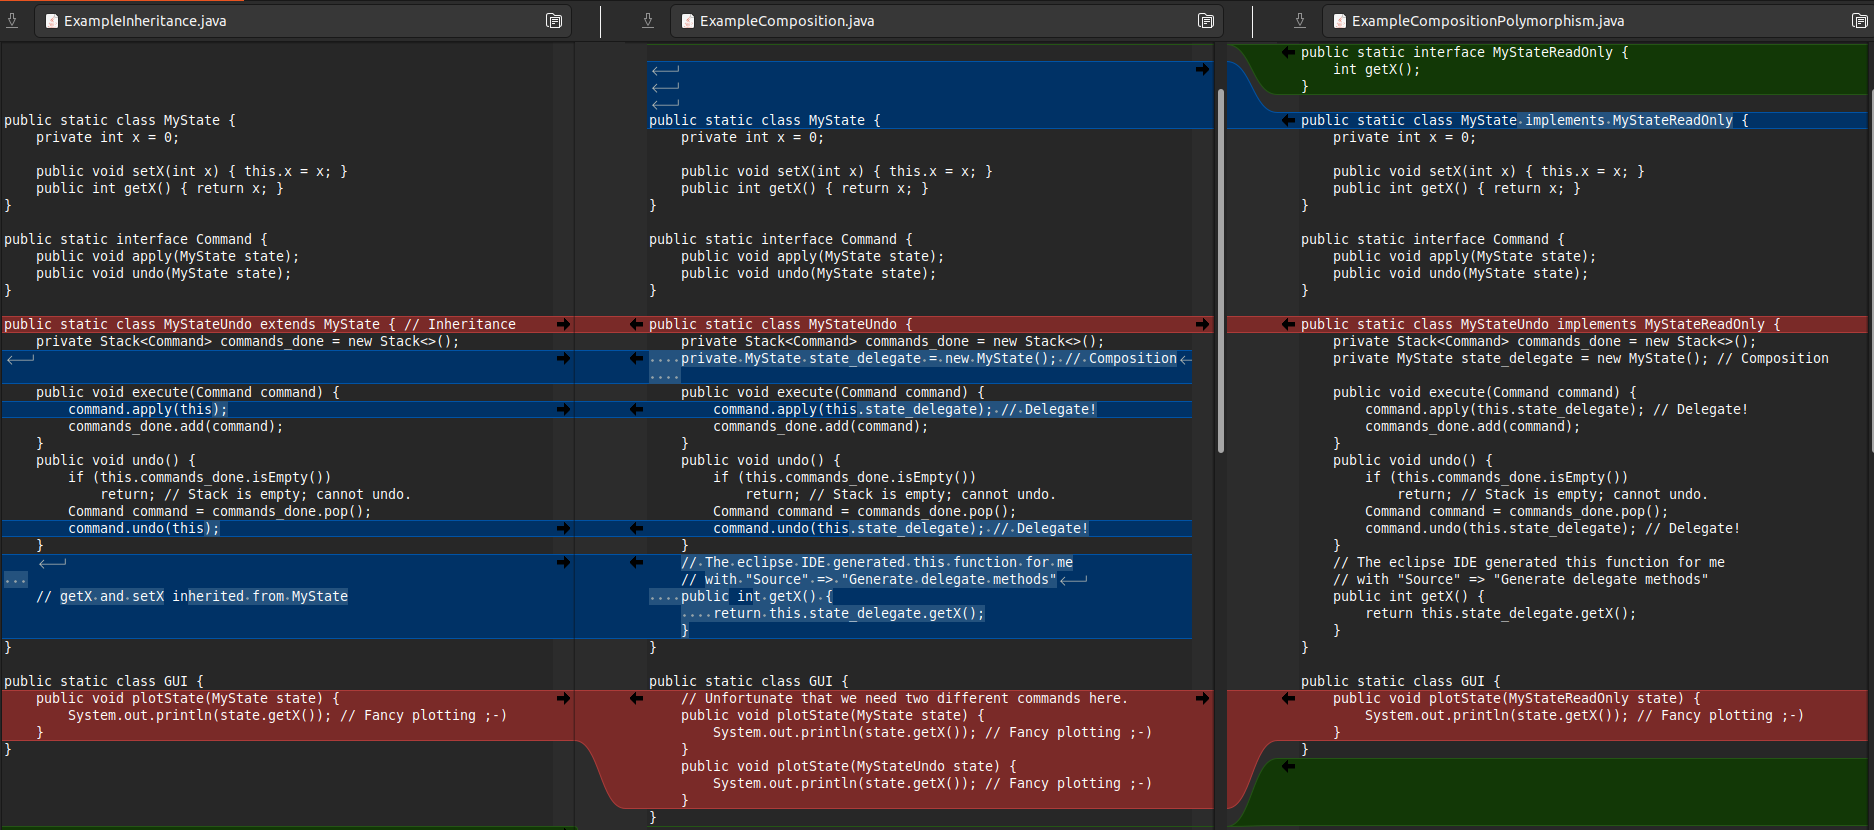 ExampleInheritance.java
public static class MyState {
    private int x = 0;
    public void setX(int x) { this.x = x; }
    public int getX() { return x; }
}
public static interface Command {
    public void apply(MyState state);
    public void undo(MyState state);
}
public static class MyStateUndo extends MyState { // Inheritance
    private Stack<Command> commands_done = new Stack<>();
    public void execute(Command command) {
        command.apply(this);
        commands_done.add(command);
    }
    public void undo() {
        if (this.commands_done.isEmpty())
            return; // Stack is empty; cannot undo.
        Command command = commands_done.pop();
        command.undo(this);
    }
    // getX and setX inherited from MyState
}
public static class GUI {
    public void plotState(MyState state) {
        System.out.println(state.getX()); // Fancy plotting ;-)
    }
}
ExampleComposition.java
public static class MyState {
    private int x = 0;
    public void setX(int x) { this.x = x; }
    public int getX() { return x; }
}
public static interface Command {
    public void apply(MyState state);
    public void undo(MyState state);
}
public static class MyStateUndo {
    private Stack<Command> commands_done = new Stack<>();
    private MyState state_delegate = new MyState(); // Composition
    public void execute(Command command) {
        command.apply(this.state_delegate); // Delegate!
        commands_done.add(command);
    }
    public void undo() {
        if (this.commands_done.isEmpty())
            return; // Stack is empty; cannot undo.
        Command command = commands_done.pop();
        command.undo(this.state_delegate); // Delegate!
    }
    // The eclipse IDE generated this function for me
    // with "Source" => "Generate delegate methods"
    public int getX() {
        return this.state_delegate.getX();
    }
}
public static class GUI {
    // Unfortunate that we need two different commands here.
    public void plotState(MyState state) {
        System.out.println(state.getX()); // Fancy plotting ;-)
    }
    public void plotState(MyStateUndo state) {
        System.out.println(state.getX()); // Fancy plotting ;-)
    }
}
ExampleCompositionPolymorphism.java
public static interface MyStateReadOnly {
    int getX();
}
public static class MyState implements MyStateReadOnly {
    private int x = 0;
    public void setX(int x) { this.x = x; }
    public int getX() { return x; }
}
public static interface Command {
    public void apply(MyState state);
    public void undo(MyState state);
}
public static class MyStateUndo implements MyStateReadOnly {
    private Stack<Command> commands_done = new Stack<>();
    private MyState state_delegate = new MyState(); // Composition
    public void execute(Command command) {
        command.apply(this.state_delegate); // Delegate!
        commands_done.add(command);
    }
    public void undo() {
        if (this.commands_done.isEmpty())
            return; // Stack is empty; cannot undo.
        Command command = commands_done.pop();
        command.undo(this.state_delegate); // Delegate!
    }
    // The eclipse IDE generated this function for me
    // with "Source" => "Generate delegate methods"
    public int getX() {
        return this.state_delegate.getX();
    }
}
public static class GUI {
    public void plotState(MyStateReadOnly state) {
        System.out.println(state.getX()); // Fancy plotting ;-)
    }
}